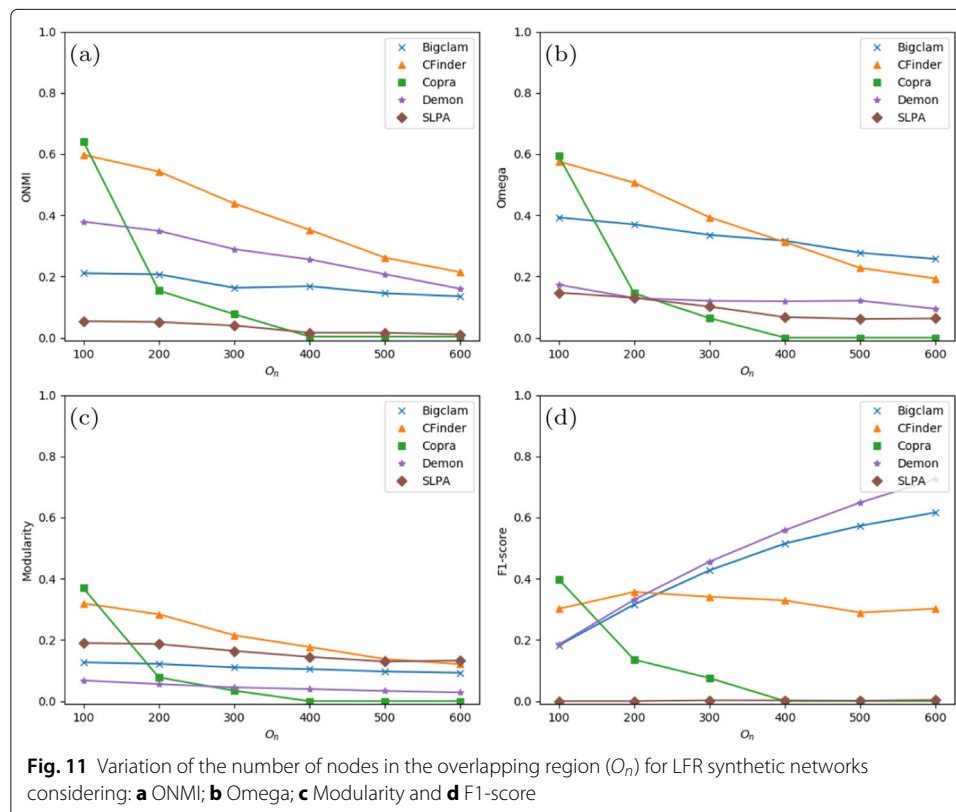 (a)
1.0
0.8
0.6
0.4
0.2
0.0
ONMI
100 200 300 400 500 600
Oₙ
Bigclam
CFinder
Copra
Demon
SLPA
(b)
1.0
0.8
0.6
0.4
0.2
0.0
Omega
100 200 300 400 500 600
Oₙ
Bigclam
CFinder
Copra
Demon
SLPA
(c)
1.0
0.8
0.6
0.4
0.2
0.0
Modularity
100 200 300 400 500 600
Oₙ
Bigclam
CFinder
Copra
Demon
SLPA
(d)
1.0
0.8
0.6
0.4
0.2
0.0
F1-score
100 200 300 400 500 600
Oₙ
Bigclam
CFinder
Copra
Demon
SLPA
Fig. 11 Variation of the number of nodes in the overlapping region (Oₙ) for LFR synthetic networks
considering: a ONMI; b Omega; c Modularity and d F1-score